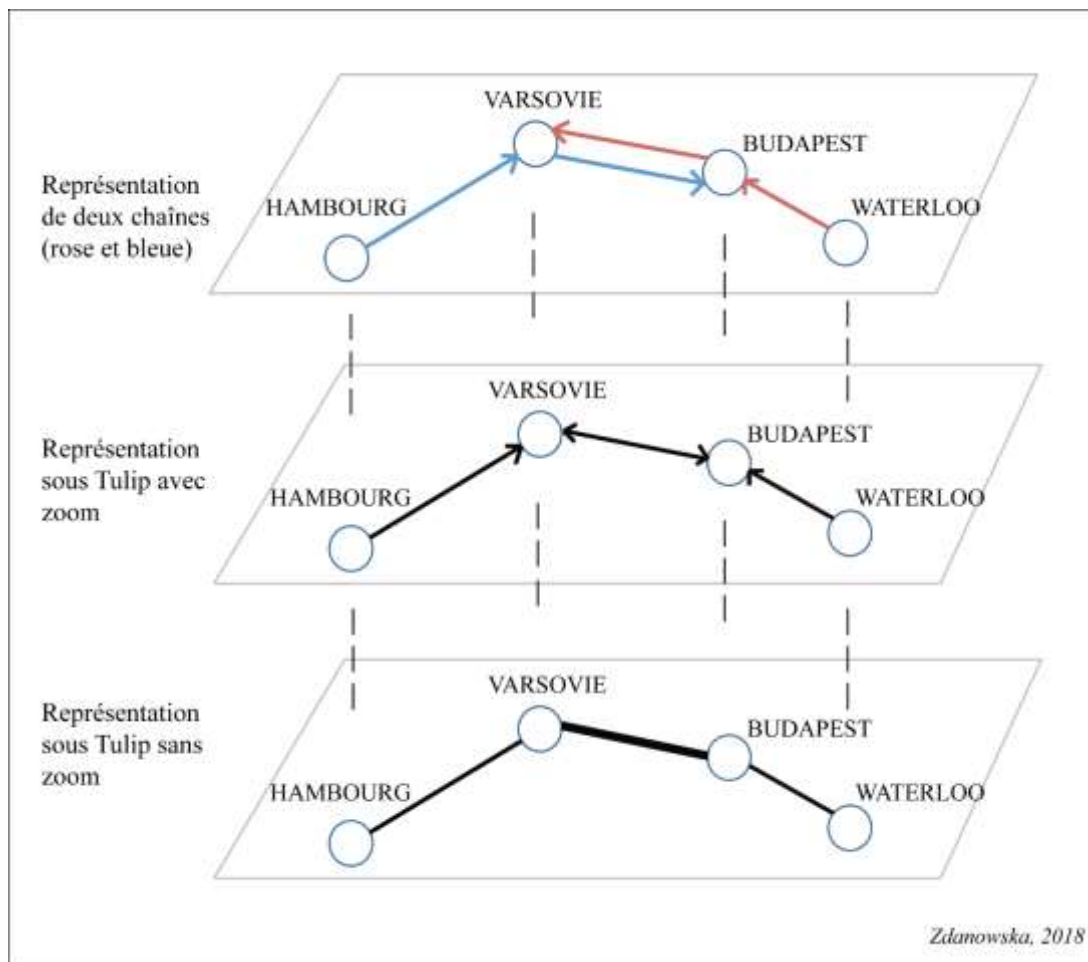 VARSOVIE
BUDAPEST
Représentation
de deux chaînes
(rose et bleue)
HAMBOURG
WATERLOO
VARSOVIE
BUDAPEST
Représentation
sous Tulip avec
zoom
HAMBOURG
WATERLOO
VARSOVIE
BUDAPEST
Représentation
sous Tulip sans
zoom
HAMBOURG
WATERLOO
Zdanowska, 2018